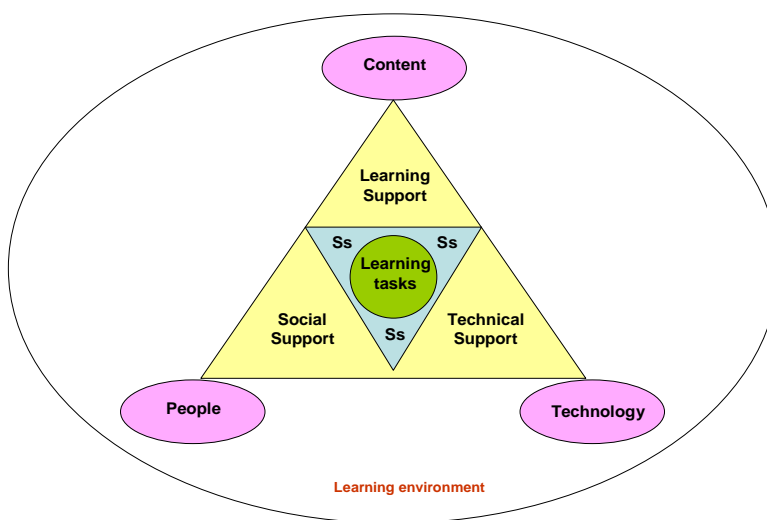 Content
Learning
Support
Ss
Ss
Learning
tasks
Social
Support
Ss
Technical
Support
People
Technology
Learning environment